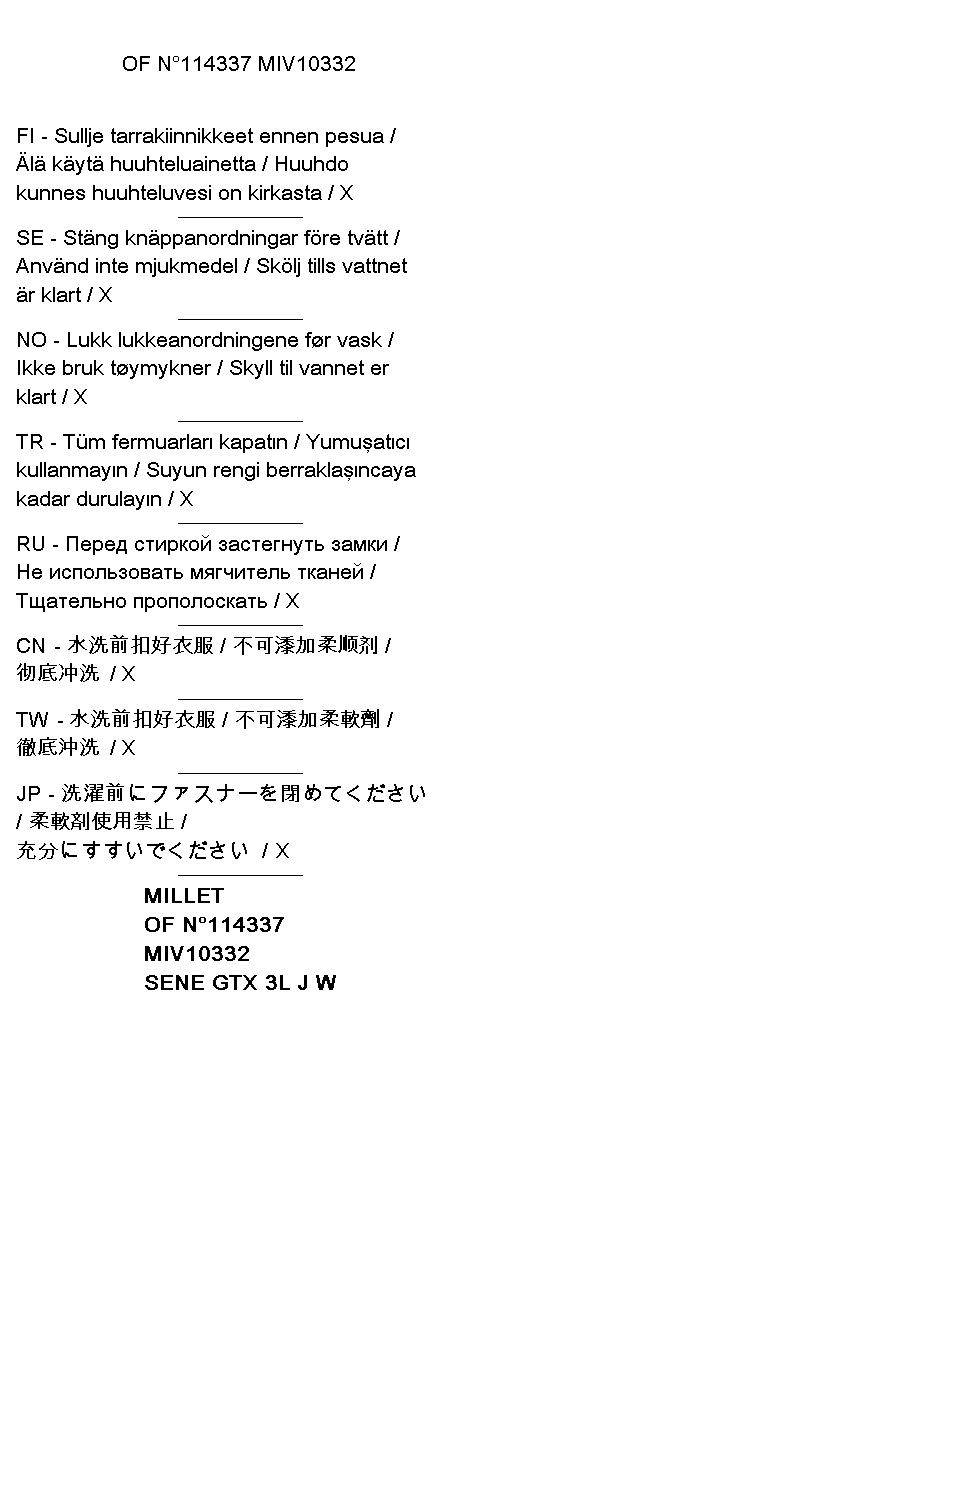 OF N°114337 MIV10332
FI - Sullje tarrakiinnikkeet ennen pesua /
Älä käytä huuhteluainetta / Huuhdo
kunnes huuhteluvesi on kirkasta / X
SE - Stäng knäppanordningar före tvätt /
Använd inte mjukmedel / Skölj tills vattnet
är klart / X
NO - Lukk lukkeanordningene før vask /
Ikke bruk tøymykner / Skyll til vannet er
klart / X
TR - Tüm fermuarları kapatın / Yumuşatıcı
kullanmayın / Suyun rengi berraklaşıncaya
kadar durulayın / X
RU - Перед стиркой застегнуть замки /
Не использовать мягчитель тканей /
Тщательно прополоскать / X
CN - 水洗前扣好衣服 / 不可添加柔顺剂 /
彻底冲洗 / X
TW - 水洗前扣好衣服 / 不可添加柔軟劑 /
徹底沖洗 / X
JP - 洗濯前にファスナーを閉めてください
/ 柔軟剤使用禁止 /
充分にすすいでください / X
MILLET
OF N°114337
MIV10332
SENE GTX 3L J W